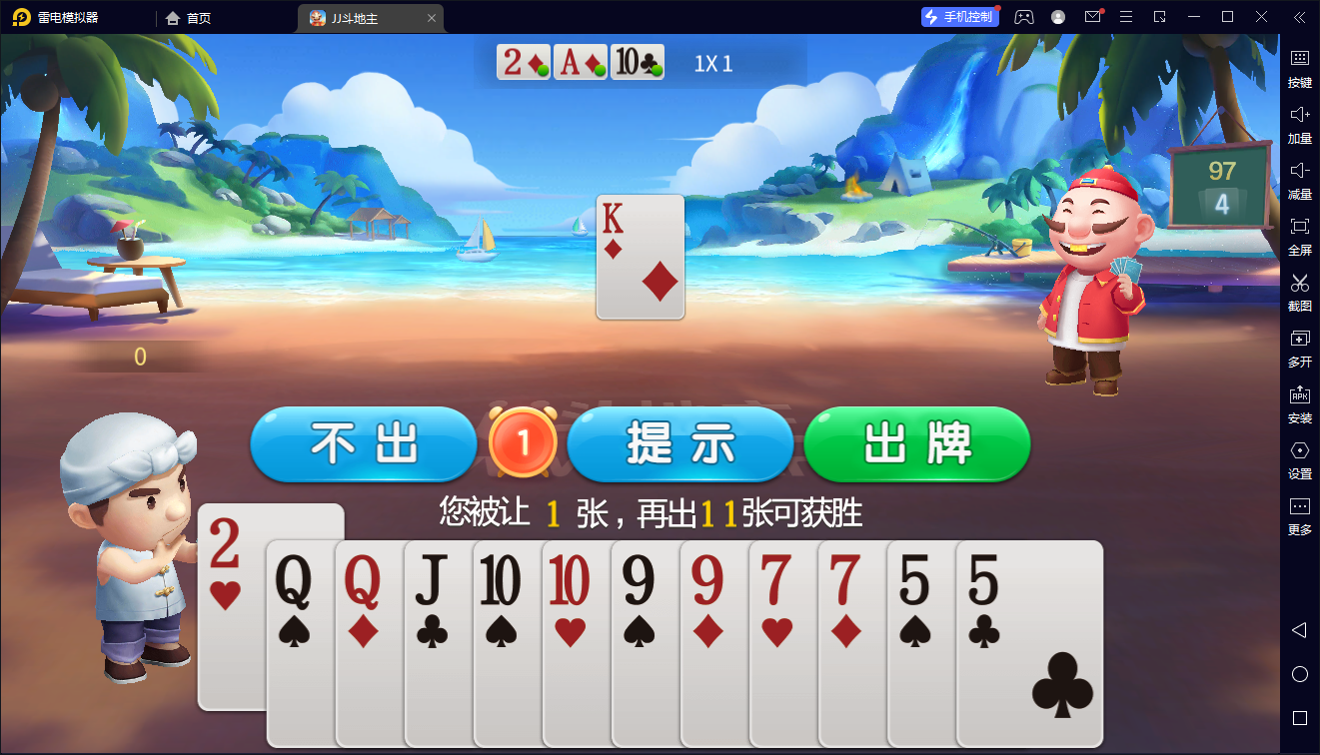 雷电模拟器
首页
JJ斗地主
手机控制
2 A 10 1X1
按键
加量
减量
全屏
截图
多开
APK
安装
设置
更多
97
4
K
0
不出 1 提示 出牌
您被让 1 张，再出11张可获胜
2 Q Q J 10 10 9 9 7 7 5 5